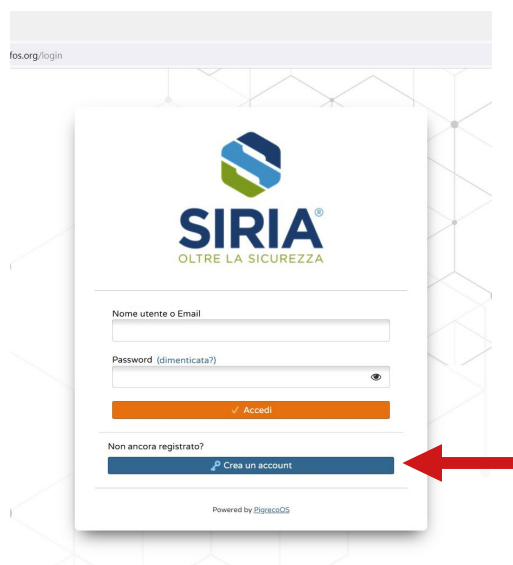 fos.org/login
SIRIA®
OLTRE LA SICUREZZA
Nome utente o Email
Password (dimenticata?)
✓ Accedi
Non ancora registrato?
Crea un account
Powered by PigrecoOS